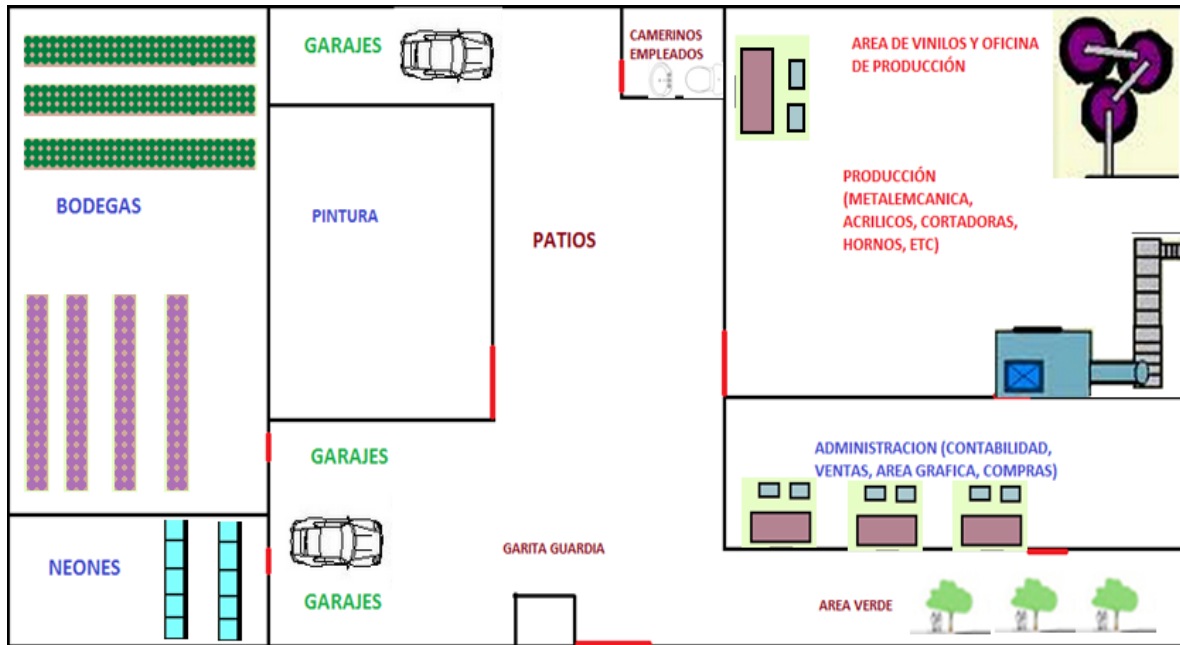 GARAJES
CAMERINOS
EMPLEADOS
AREA DE VINILOS Y OFICINA
DE PRODUCCIÓN
BODEGAS
PINTURA
PATIOS
PRODUCCIÓN
(METALEMCANICA,
ACRILICOS, CORTADORAS,
HORNOS, ETC)
GARAJES
ADMINISTRACION (CONTABILIDAD,
VENTAS, AREA GRAFICA, COMPRAS)
NEONES
GARITA GUARDIA
GARAJES
AREA VERDE